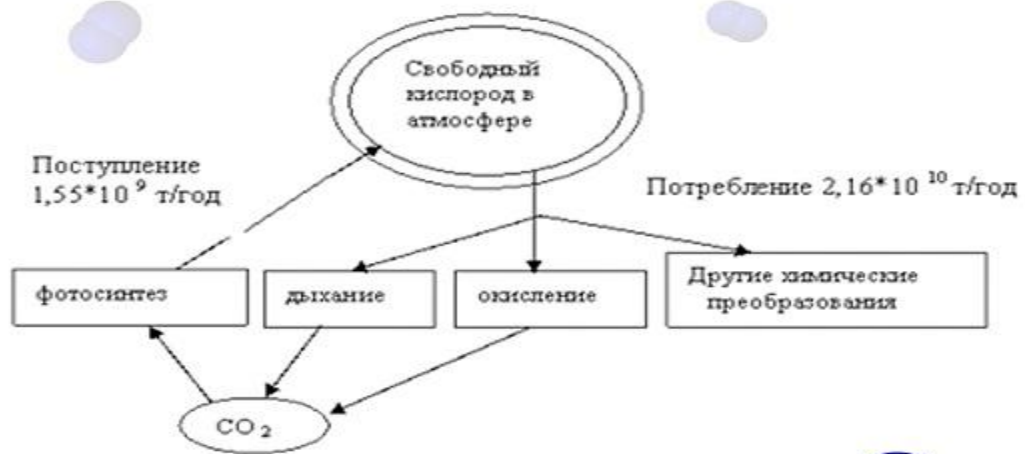 Свободный
кислород в
атмосфере
Поступление
1,55*10 ⁹ т/год
Потребление 2,16*10 ¹⁰ т/год
фотосинтез
дыхание
окисление
Другие химические
преобразования
CO ₂